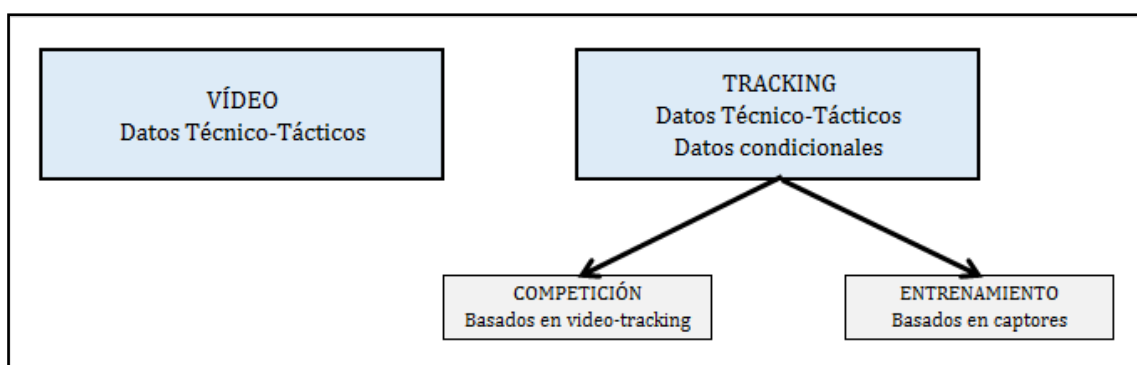 VÍDEO
Datos Técnico-Tácticos
TRACKING
Datos Técnico-Tácticos
Datos condicionales
COMPETICIÓN
Basados en video-tracking
ENTRENAMIENTO
Basados en captores